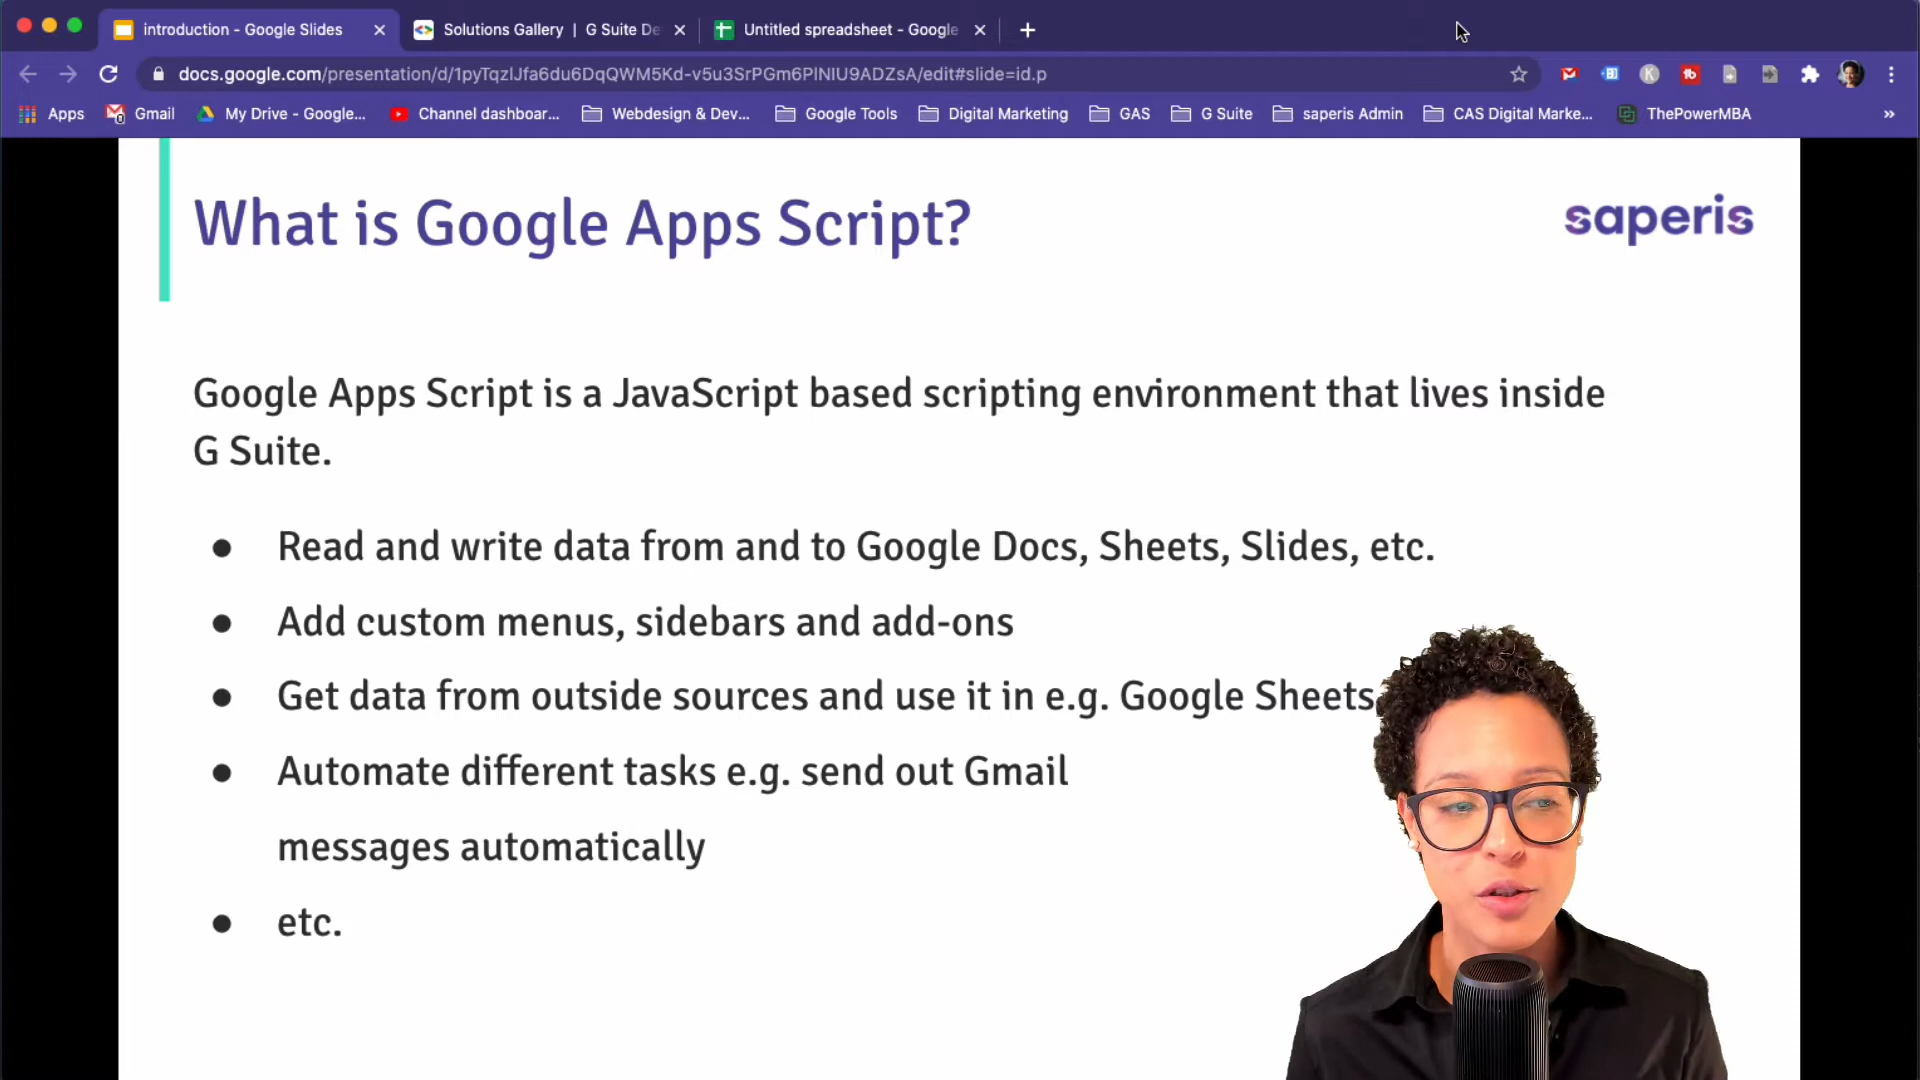 introduction - Google Slides
Solutions Gallery | G Suite De
Untitled spreadsheet - Google
docs.google.com/presentation/d/1pyTqzlJfa6du6DqQWM5Kd-v5u3SrPGm6PlNlU9ADZsA/edit#slide=id.p
Apps
Gmail
My Drive - Google...
Channel dashboar...
Webdesign & Dev...
Google Tools
Digital Marketing
GAS
G Suite
saperis Admin
CAS Digital Marke...
ThePowerMBA
What is Google Apps Script?
saperis
Google Apps Script is a JavaScript based scripting environment that lives inside
G Suite.
● Read and write data from and to Google Docs, Sheets, Slides, etc.
● Add custom menus, sidebars and add-ons
● Get data from outside sources and use it in e.g. Google Sheets
● Automate different tasks e.g. send out Gmail
messages automatically
● etc.